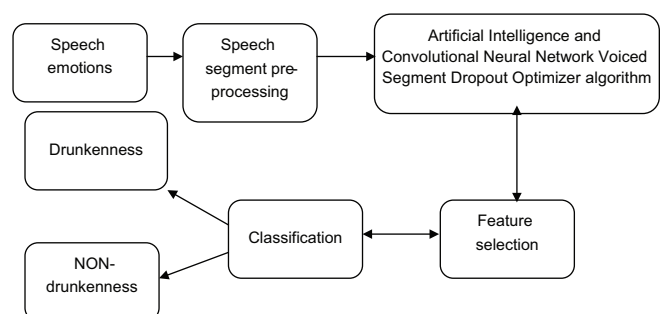 Speech
emotions
Speech
segment pre-
processing
Artificial Intelligence and
Convolutional Neural Network Voiced
Segment Dropout Optimizer algorithm
Drunkenness
Classification
Feature
selection
NON-
drunkenness